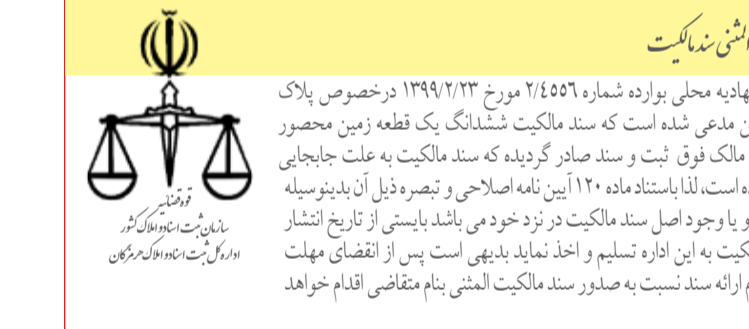 المثنی سند مالکیت
هادیه محلی بوارده شماره ۲/٤٥٥٦ مورخ ۱۳۹۹/۲/۲۳ درخصوص پلاک
مدعی شده است که سند مالکیت ششدانگ یک قطعه زمین محصور
مالک فوق ثبت و سند صادر گردیده که سند مالکیت به علت جابجایی
است، لذا باستناد ماده ۱۲۰ آیین نامه اصلاحی و تبصره ذیل آن بدینوسیله
و یا وجود اصل سند مالکیت در نزد خود می باشد بایستی از تاریخ انتشار
کیت به این اداره تسلیم و اخذ نماید بدیهی است پس از انقضای مهلت
ارائه سند نسبت به صدور سند مالکیت المثنی بنام متقاضی اقدام خواهد
قوه قضائیه
سازمان ثبت اسناد و املاک کشور
اداره کل ثبت اسناد و املاک هرمزگان